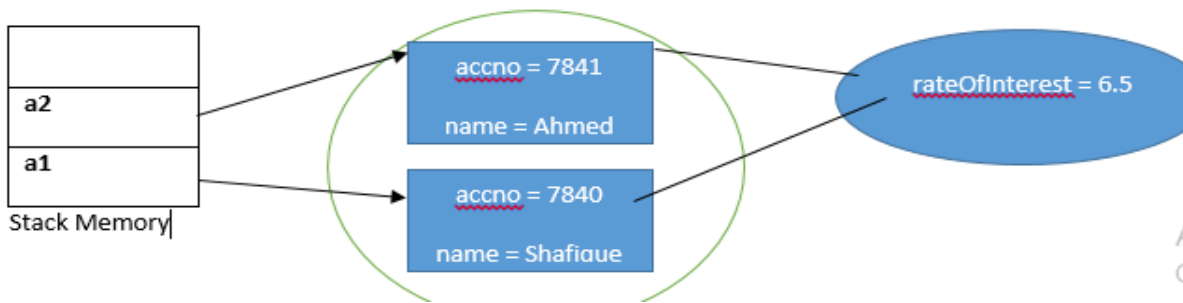 a2
a1
Stack Memory
accno = 7841
name = Ahmed
accno = 7840
name = Shafique
rateOfInterest = 6.5